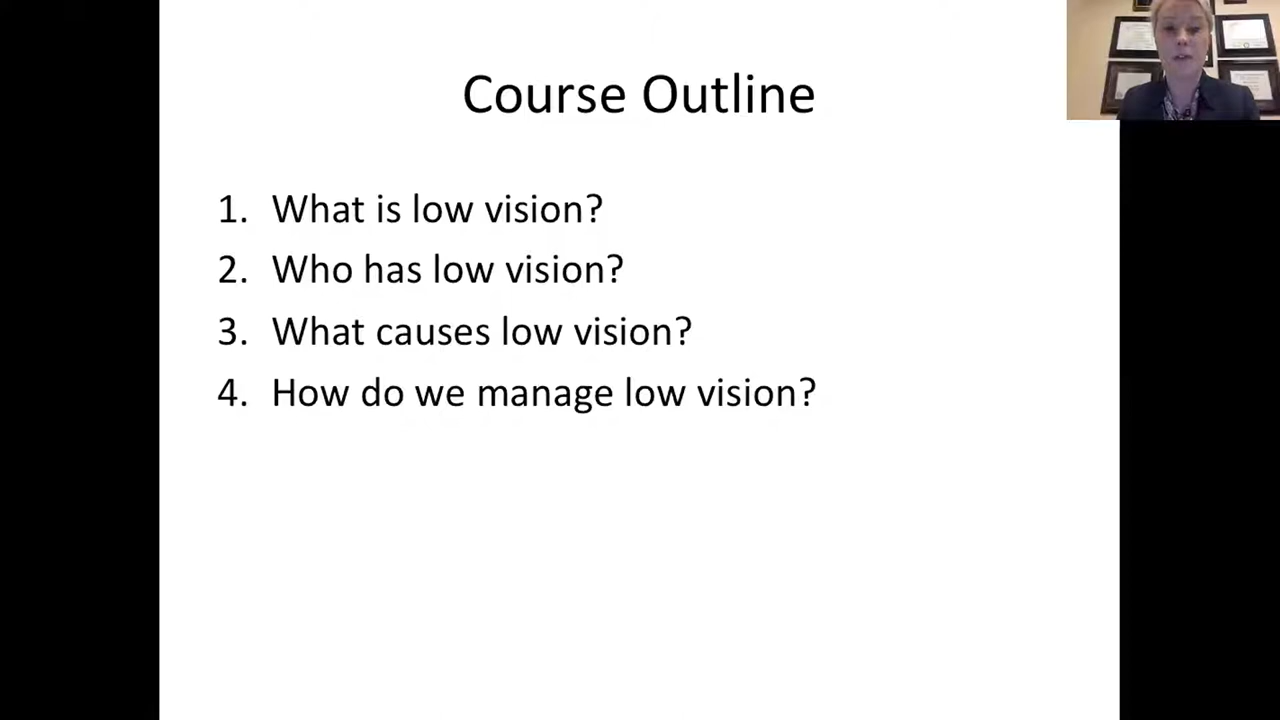 Course Outline
1. What is low vision?
2. Who has low vision?
3. What causes low vision?
4. How do we manage low vision?